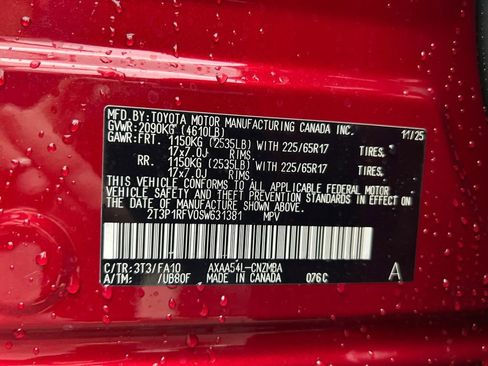 MFD.BY:TOYOTA MOTOR MANUFACTURING CANADA INC. 11/25
GVWR:2090KG (4610LB)
GAWR:FRT. 1150KG (2535LB) WITH 225/65R17 TIRES,
17x7.0J RIMS.
RR. 1150KG (2535LB) WITH 225/65R17 TIRES,
17x7.0J RIMS.
THIS VEHICLE CONFORMS TO ALL APPLICABLE FEDERAL MOTOR
VEHICLE SAFETY AND THEFT PREVENTION STANDARDS IN EFFECT ON
THE DATE OF MANUFACTURE SHOWN ABOVE.
2T3P1RFV0SW631381 MPV
C/TR:3T3/FA10 AXAA54L-CNZMBA
A/TM: /UB80F MADE IN CANADA 076C A